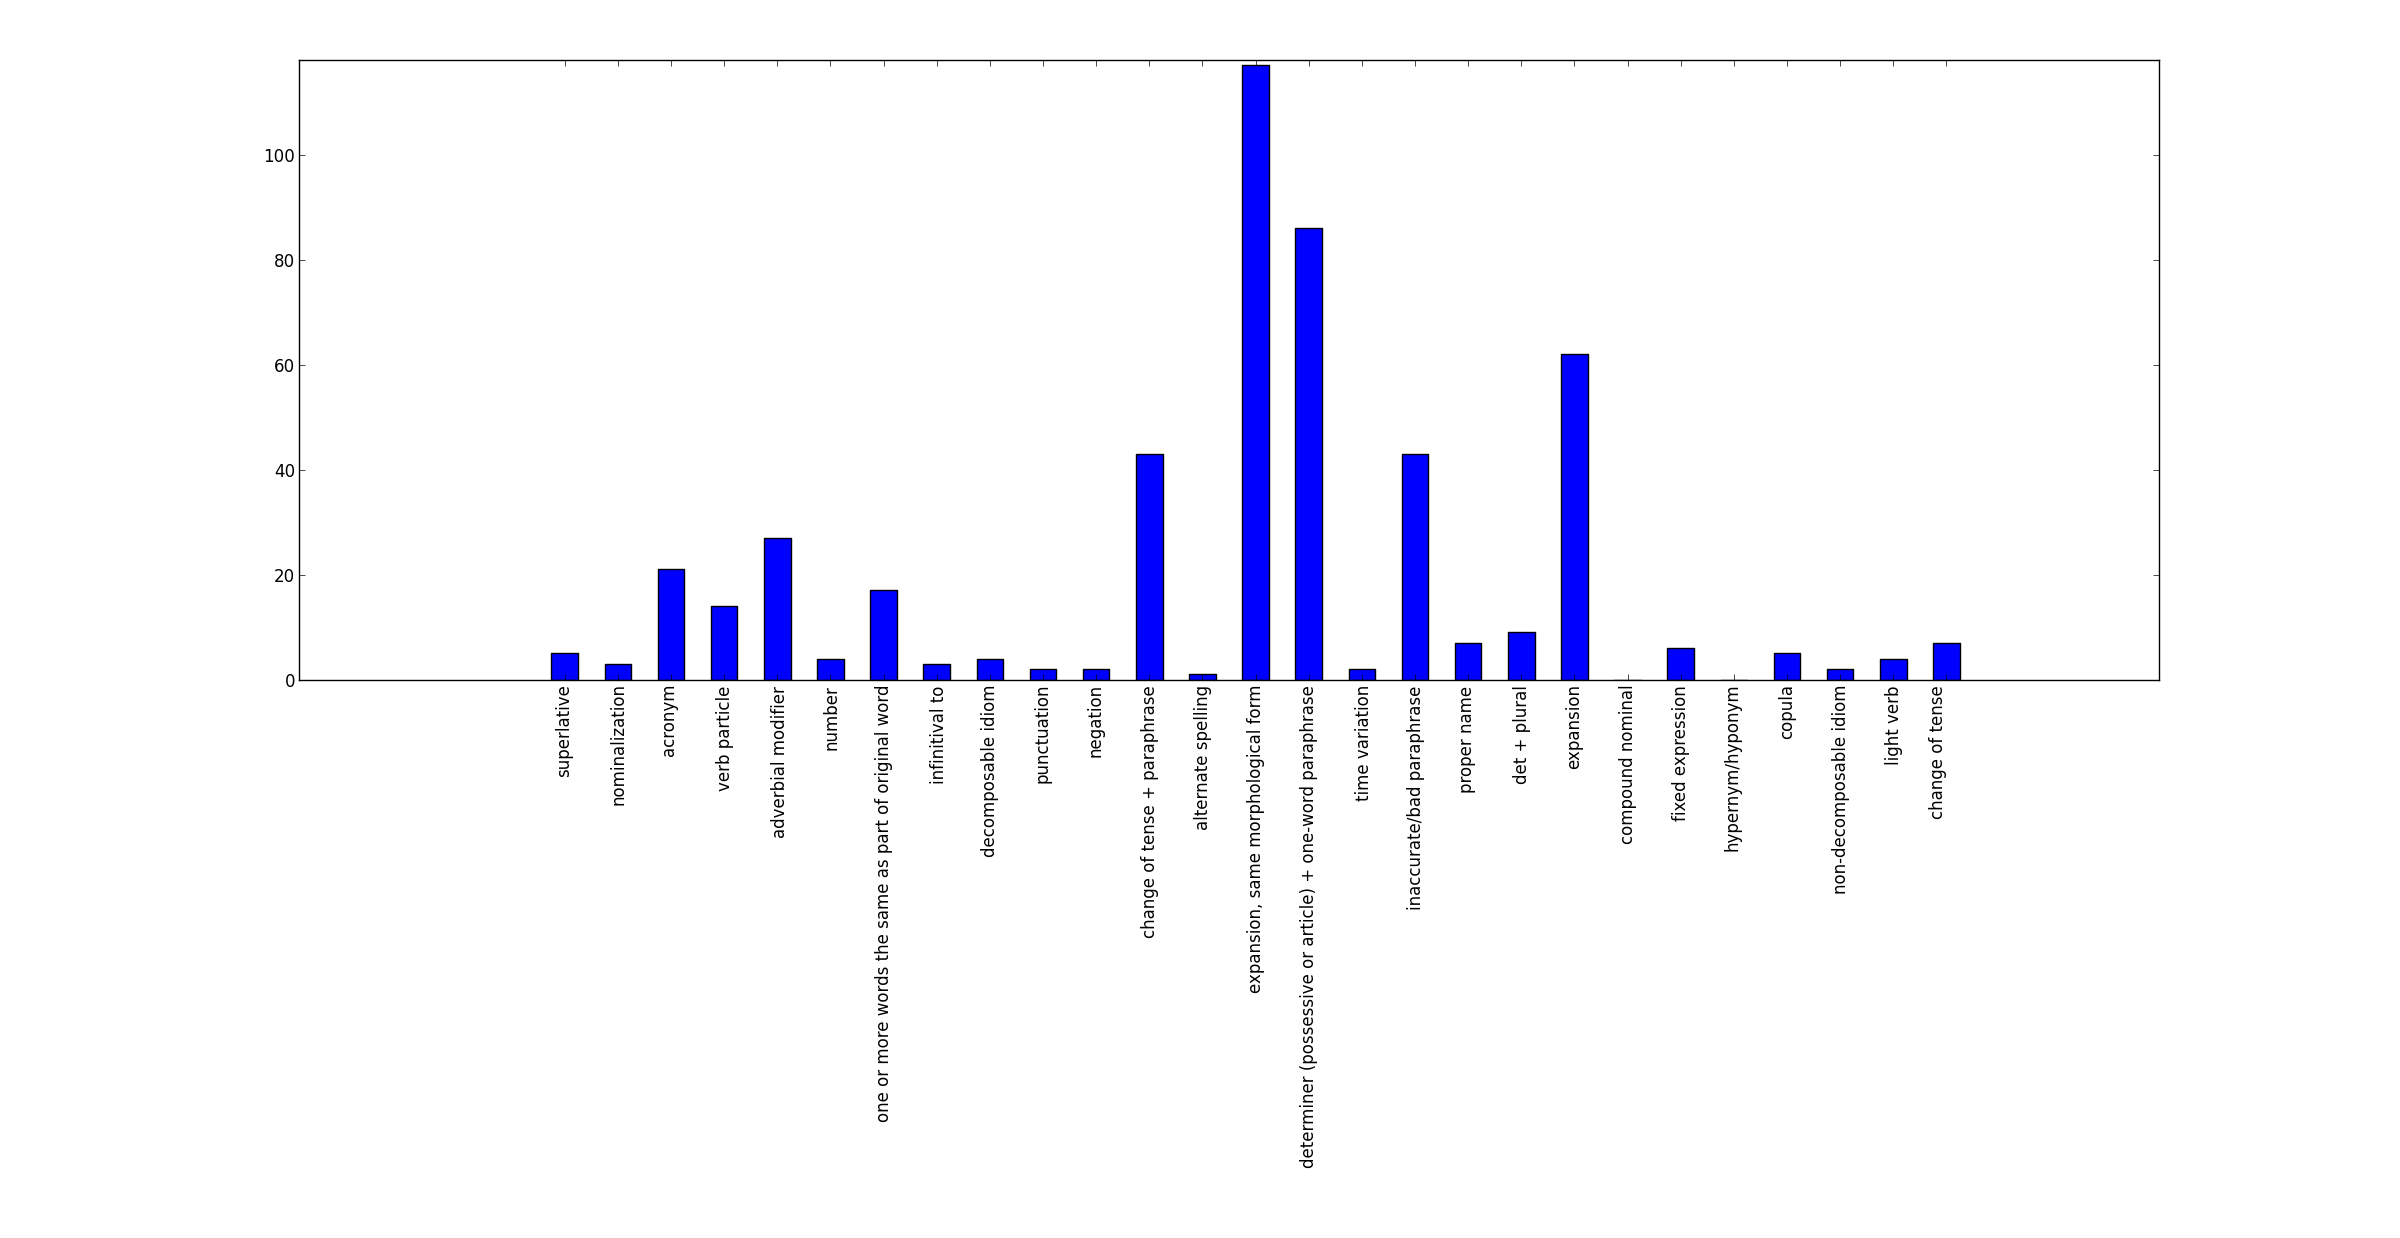 100
80
60
40
20
0
superlative
nominalization
acronym
verb particle
adverbial modifier
number
one or more words the same as part of original word
infinitival to
decomposable idiom
punctuation
negation
change of tense + paraphrase
alternate spelling
expansion, same morphological form
determiner (possessive or article) + one-word paraphrase
time variation
inaccurate/bad paraphrase
proper name
det + plural
expansion
compound nominal
fixed expression
hypernym/hyponym
copula
non-decomposable idiom
light verb
change of tense